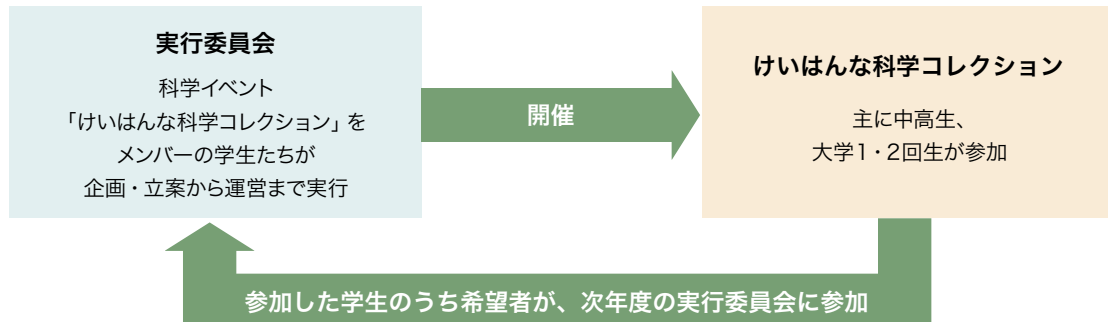 実行委員会
科学イベント
「けいはんな科学コレクション」を
メンバーの学生たちが
企画・立案から運営まで実行
開催
けいはんな科学コレクション
主に中高生、
大学1・2回生が参加
参加した学生のうち希望者が、次年度の実行委員会に参加